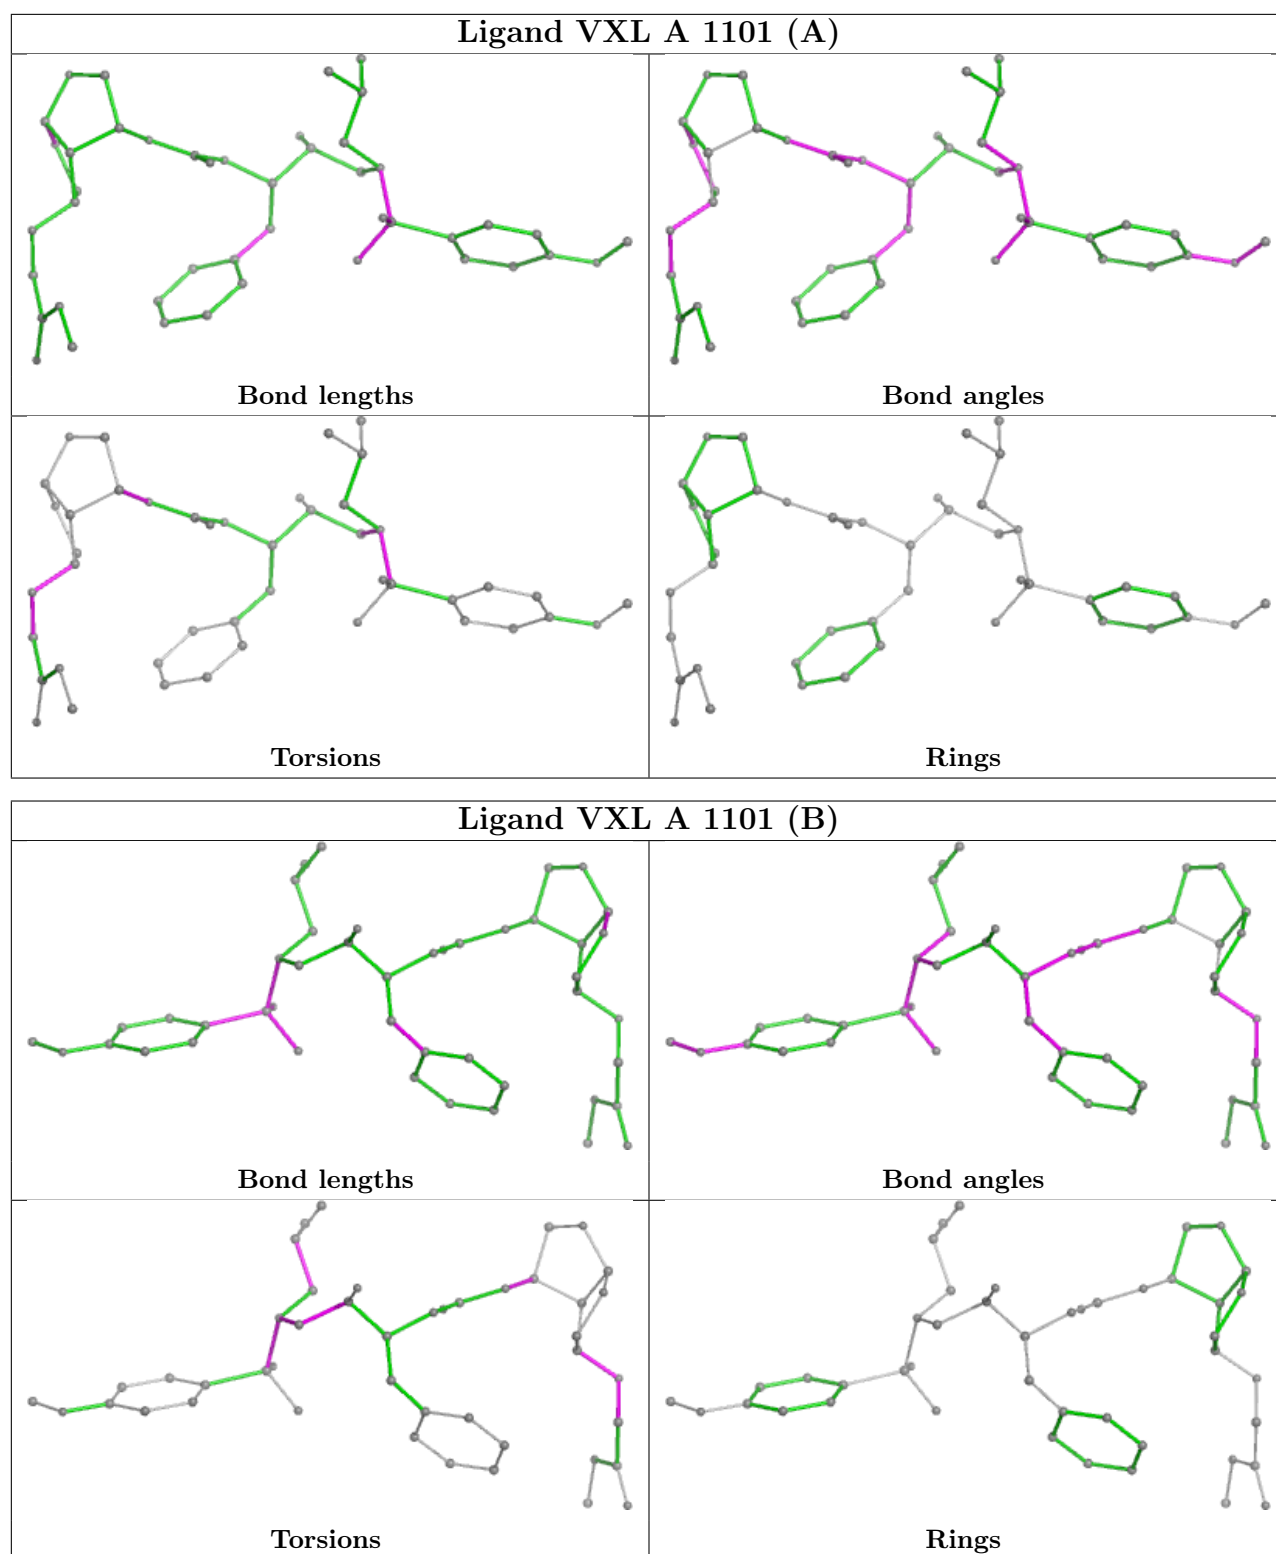 Ligand VXL A 1101 (A)
Bond lengths
Bond angles
Torsions
Rings
Ligand VXL A 1101 (B)
Bond lengths
Bond angles
Torsions
Rings